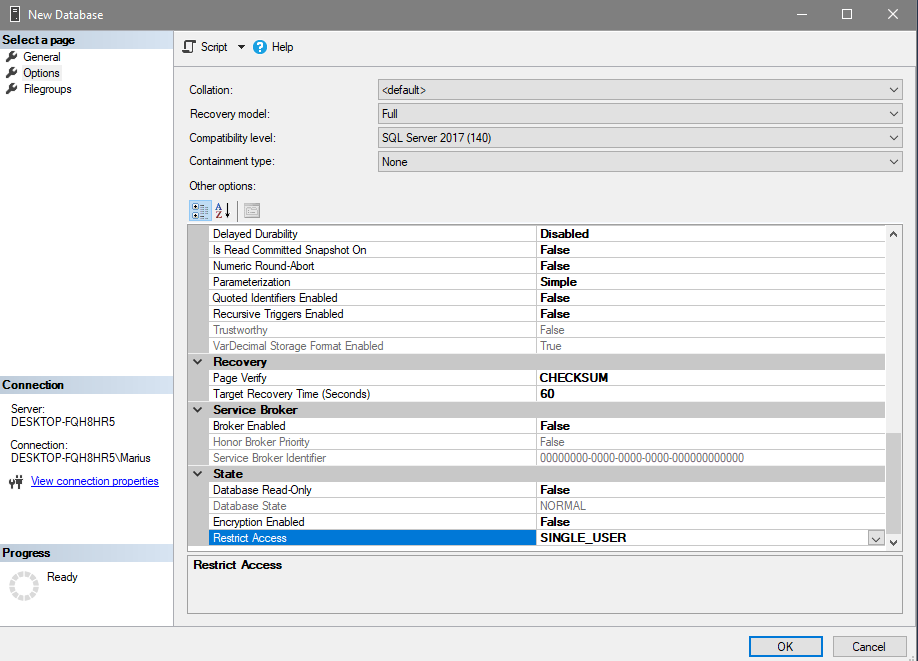 New Database
Select a page
General
Options
Filegroups
Script
Help
Collation: <default>
Recovery model: Full
Compatibility level: SQL Server 2017 (140)
Containment type: None
Other options:
Delayed Durability Disabled
Is Read Committed Snapshot On False
Numeric Round-Abort False
Parameterization Simple
Quoted Identifiers Enabled False
Recursive Triggers Enabled False
Trustworthy False
VarDecimal Storage Format Enabled True
Recovery
Page Verify CHECKSUM
Target Recovery Time (Seconds) 60
Service Broker
Broker Enabled False
Honor Broker Priority False
Service Broker Identifier 00000000-0000-0000-0000-000000000000
State
Database Read-Only False
Database State NORMAL
Encryption Enabled False
Restrict Access SINGLE_USER
Restrict Access
Connection
Server:
DESKTOP-FQH8HR5
Connection:
DESKTOP-FQH8HR5\Marius
View connection properties
Progress
Ready
OK
Cancel